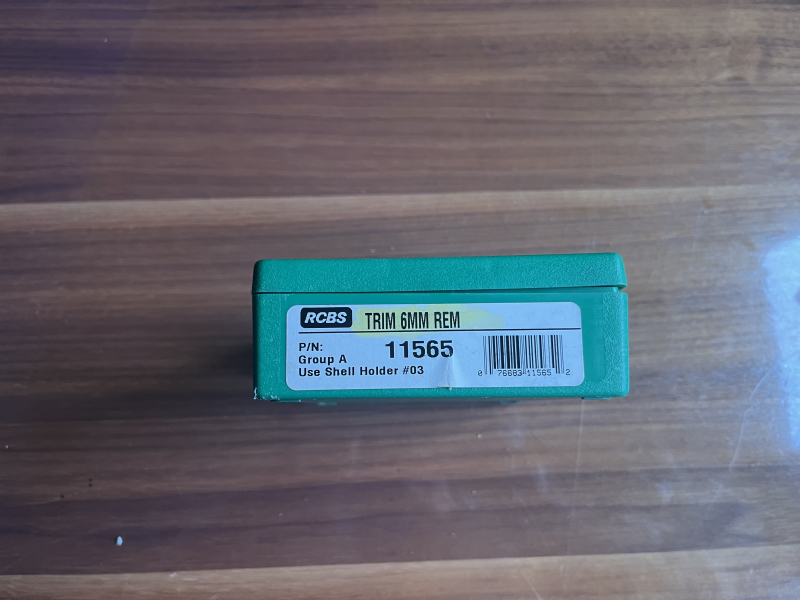 RCBS TRIM 6MM REM
P/N: 11565
Group A
Use Shell Holder #03
0 76683 11565 2